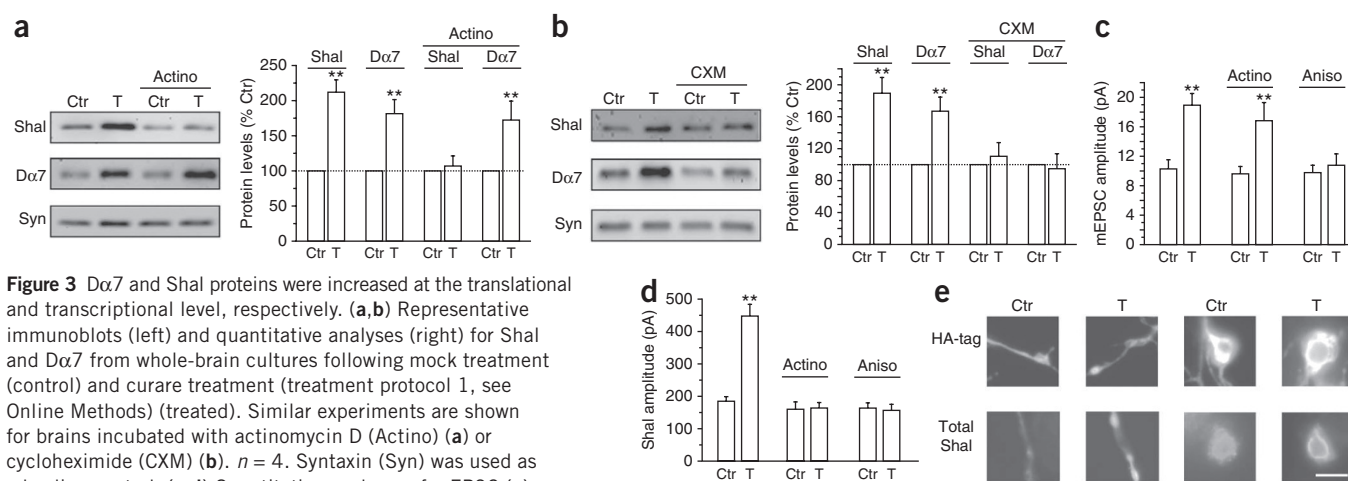 a
Actino
Shal Dα7 Shal Dα7
Actino
Ctr T Ctr T
Shal
Dα7
Syn
Protein levels (% Ctr)
250
200
150
100
50
0
** ** **
Ctr T Ctr T Ctr T Ctr T
b
CXM
Shal Dα7 Shal Dα7
CXM
Ctr T Ctr T
Shal
Dα7
Syn
Protein levels (% Ctr)
220
180
140
100
60
0
** **
Ctr T Ctr T Ctr T Ctr T
c
Actino Aniso
mEPSC amplitude (pA)
20
16
12
8
4
0
** **
Ctr T Ctr T Ctr T
Figure 3 Dα7 and Shal proteins were increased at the translational
and transcriptional level, respectively. (a,b) Representative
immunoblots (left) and quantitative analyses (right) for Shal
and Dα7 from whole-brain cultures following mock treatment
(control) and curare treatment (treatment protocol 1, see
Online Methods) (treated). Similar experiments are shown
for brains incubated with actinomycin D (Actino) (a) or
cycloheximide (CXM) (b). n = 4. Syntaxin (Syn) was used as
d
Shal amplitude (pA)
500
400
300
200
100
0
**
Actino Aniso
Ctr T Ctr T Ctr T
e
Ctr T Ctr T
HA-tag
Total
Shal